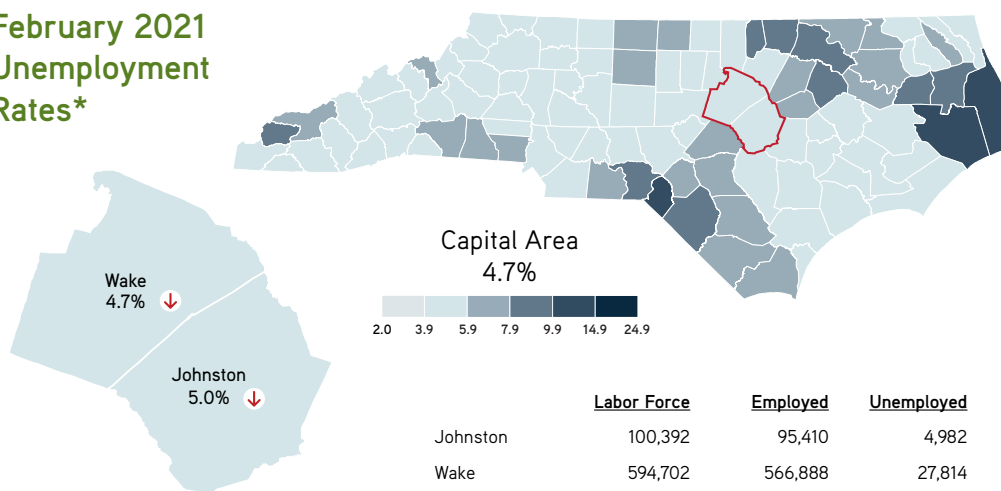 February 2021
Unemployment
Rates*
Capital Area
4.7%
2.0 3.9 5.9 7.9 9.9 14.9 24.9
Wake
4.7%
Johnston
5.0%
Labor Force Employed Unemployed
Johnston 100,392 95,410 4,982
Wake 594,702 566,888 27,814